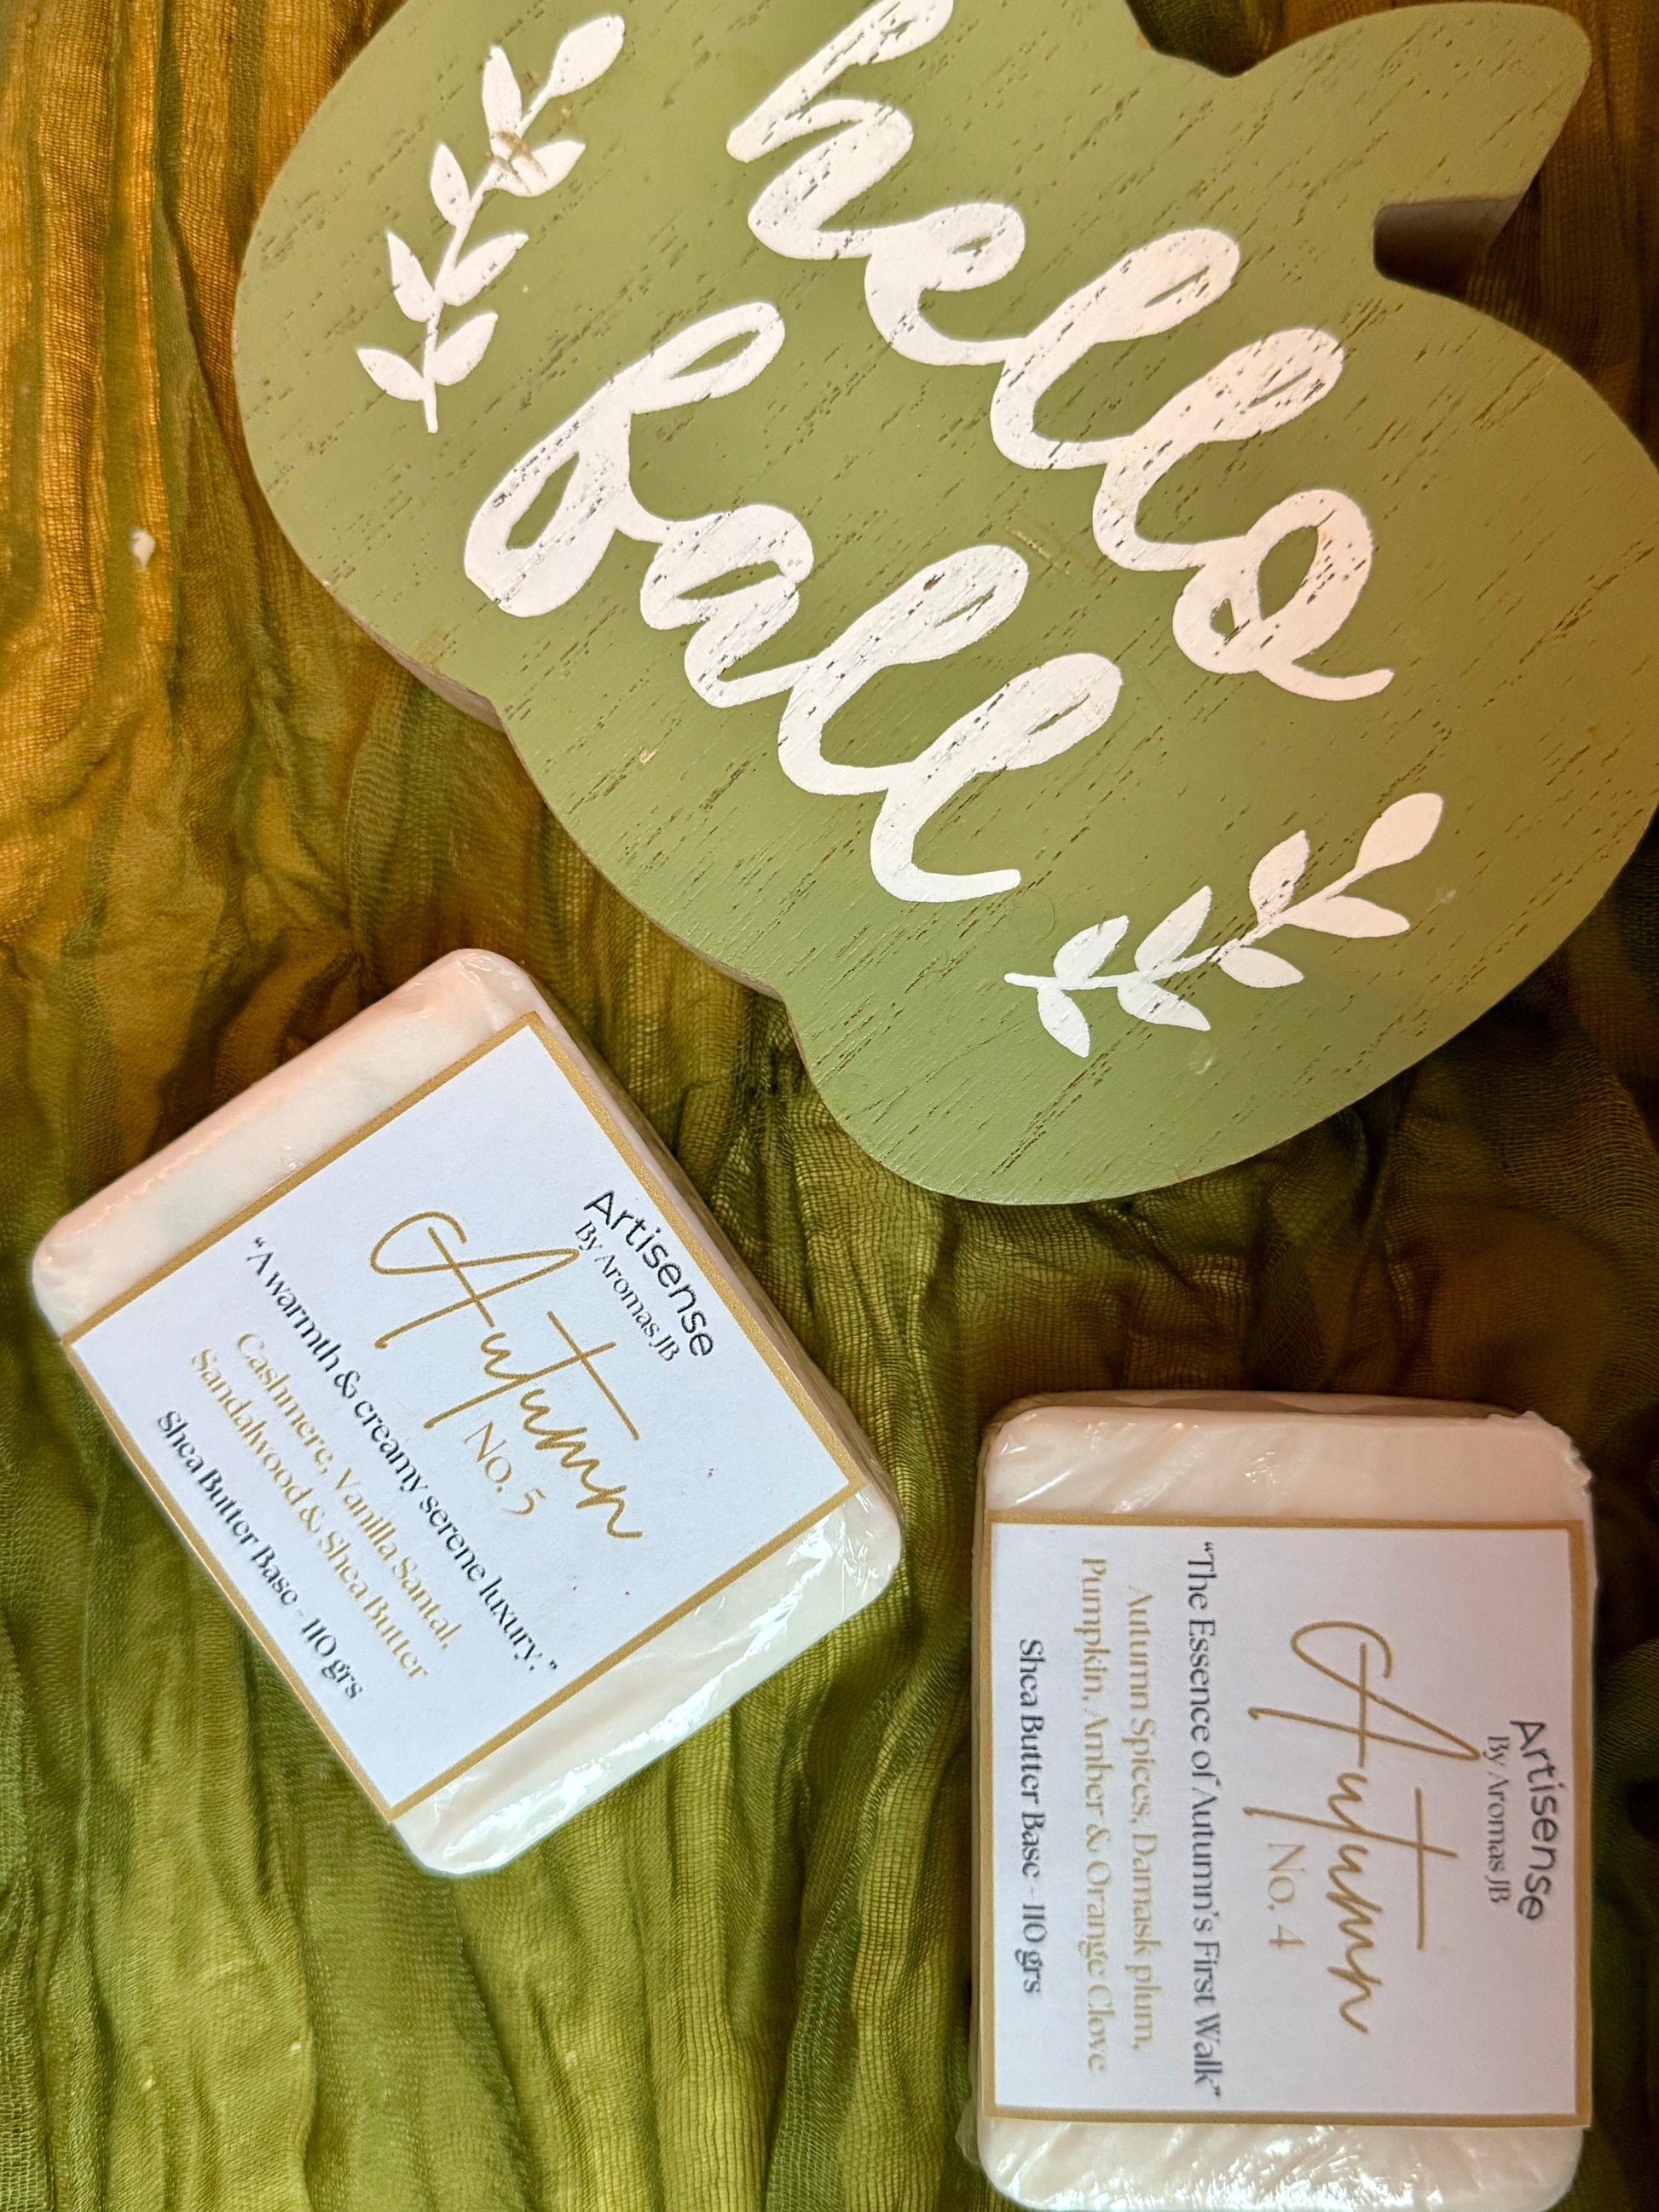 hello
fall
Artisense
By Aromas JB
Autumn
No. 5
“A warmth & creamy serene luxury.”
Cashmere, Vanilla Santal,
Sandalwood & Shea Butter
Shea Butter Base - 110 grs
Artisense
By Aromas JB
Autumn
No. 4
“The Essence of Autumn's First Walk”
Autumn Spices, Damask plum,
Pumpkin, Amber & Orange Clove
Shea Butter Base - 110 grs